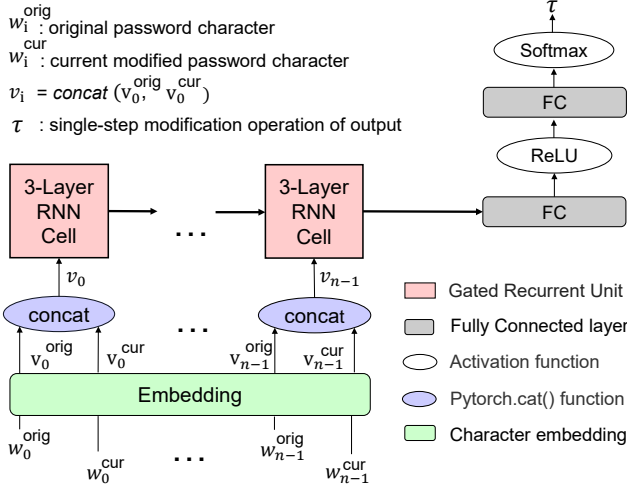 w_i^orig : original password character
w_i^cur : current modified password character
v_i = concat (v_0^orig, v_0^cur)
τ : single-step modification operation of output
τ
Softmax
FC
ReLU
FC
3-Layer RNN Cell
...
3-Layer RNN Cell
v_0
v_{n-1}
concat
...
concat
v_0^orig v_0^cur v_{n-1}^orig v_{n-1}^cur
Embedding
w_0^orig w_0^cur ... w_{n-1}^orig w_{n-1}^cur
Gated Recurrent Unit
Fully Connected layer
Activation function
Pytorch.cat() function
Character embedding